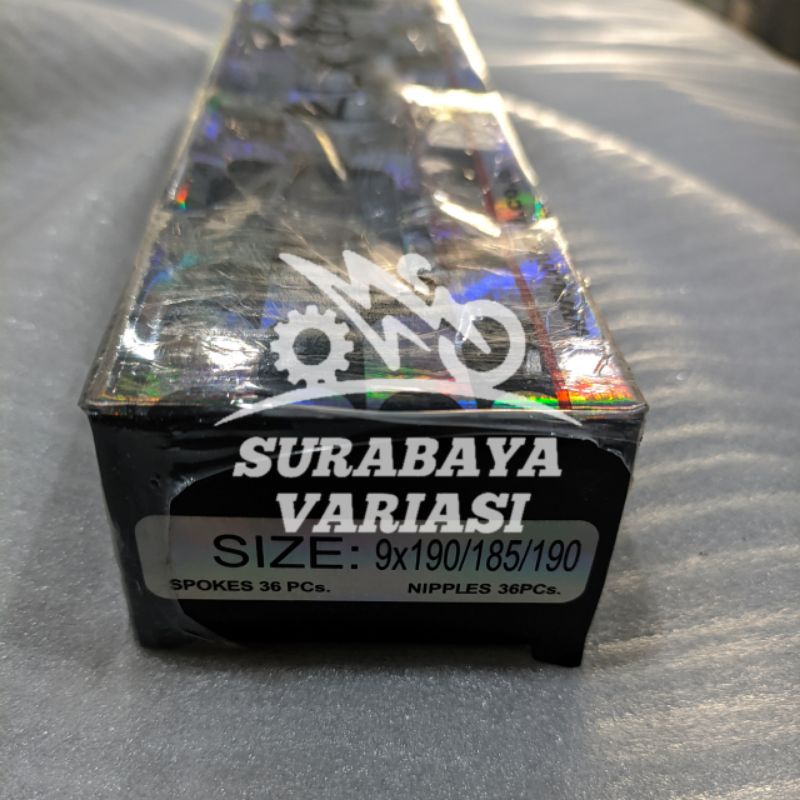 SURABAYA
VARIASI
SIZE: 9x190/185/190
SPOKES 36 PCs. NIPPLES 36PCs.